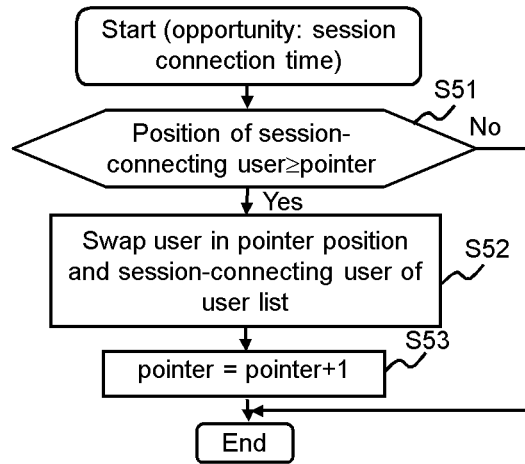 Start (opportunity: session
connection time)
S51
Position of session-
connecting user≥pointer
No
Yes
Swap user in pointer position
and session-connecting user of
user list
S52
S53
pointer = pointer+1
End